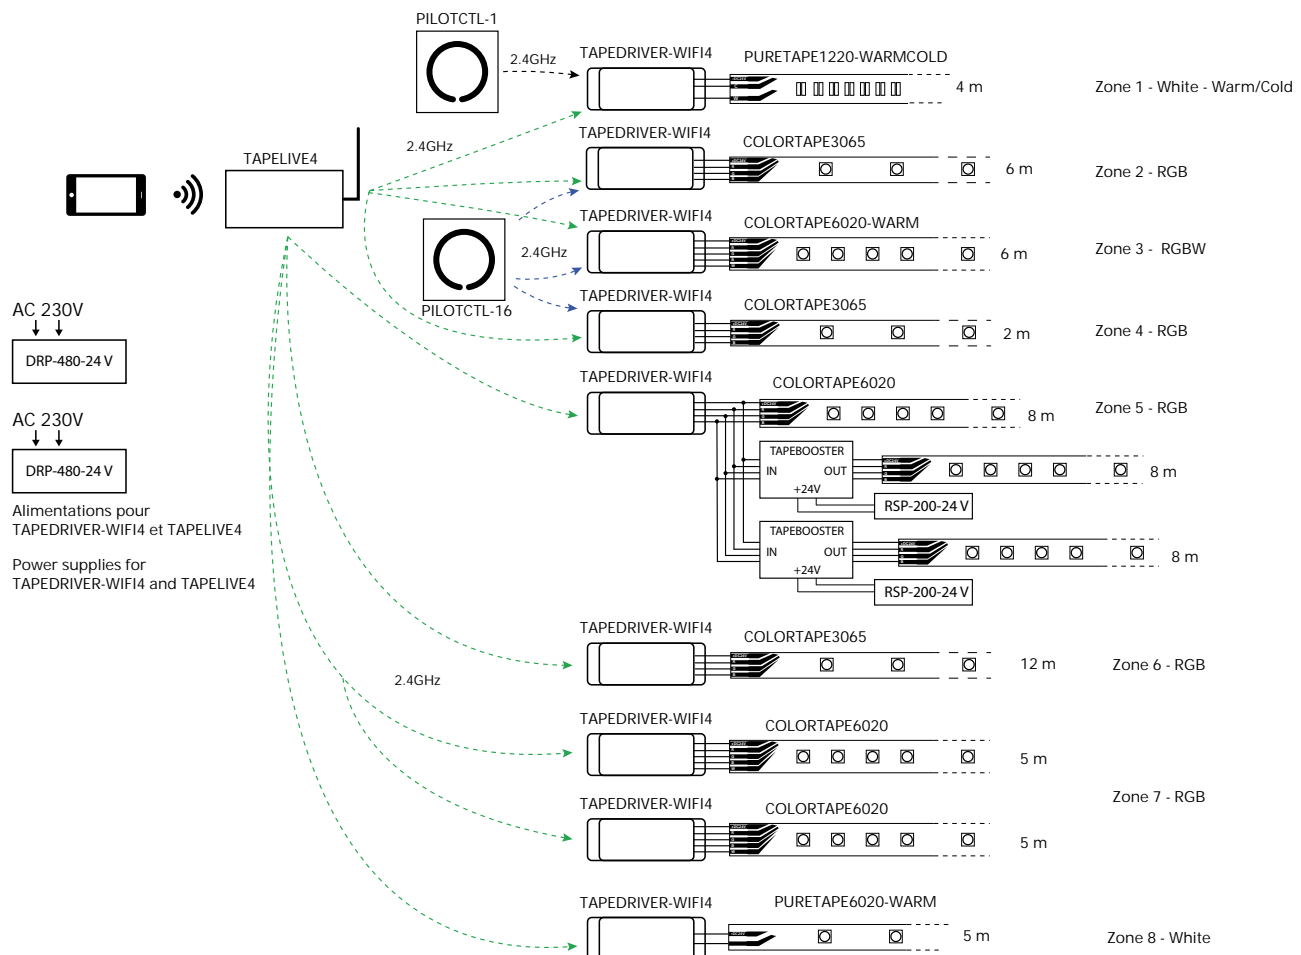 PILOTCTL-1
2.4GHz
TAPEDRIVER-WIFI4
PURETAPE1220-WARMCOLD
4 m
Zone 1 - White - Warm/Cold
TAPELIVE4
2.4GHz
TAPEDRIVER-WIFI4
COLORTAPE3065
6 m
Zone 2 - RGB
TAPEDRIVER-WIFI4
COLORTAPE6020-WARM
6 m
Zone 3 - RGBW
2.4GHz
PILOTCTL-16
TAPEDRIVER-WIFI4
COLORTAPE3065
2 m
Zone 4 - RGB
AC 230V
DRP-480-24 V
AC 230V
DRP-480-24 V
Alimentations pour
TAPEDRIVER-WIFI4 et TAPELIVE4
Power supplies for
TAPEDRIVER-WIFI4 and TAPELIVE4
TAPEDRIVER-WIFI4
COLORTAPE6020
8 m
Zone 5 - RGB
TAPEBOOSTER
IN
OUT
+24V
8 m
RSP-200-24 V
TAPEBOOSTER
IN
OUT
+24V
8 m
RSP-200-24 V
TAPEDRIVER-WIFI4
COLORTAPE3065
12 m
Zone 6 - RGB
2.4GHz
TAPEDRIVER-WIFI4
COLORTAPE6020
5 m
Zone 7 - RGB
TAPEDRIVER-WIFI4
COLORTAPE6020
5 m
TAPEDRIVER-WIFI4
PURETAPE6020-WARM
5 m
Zone 8 - White